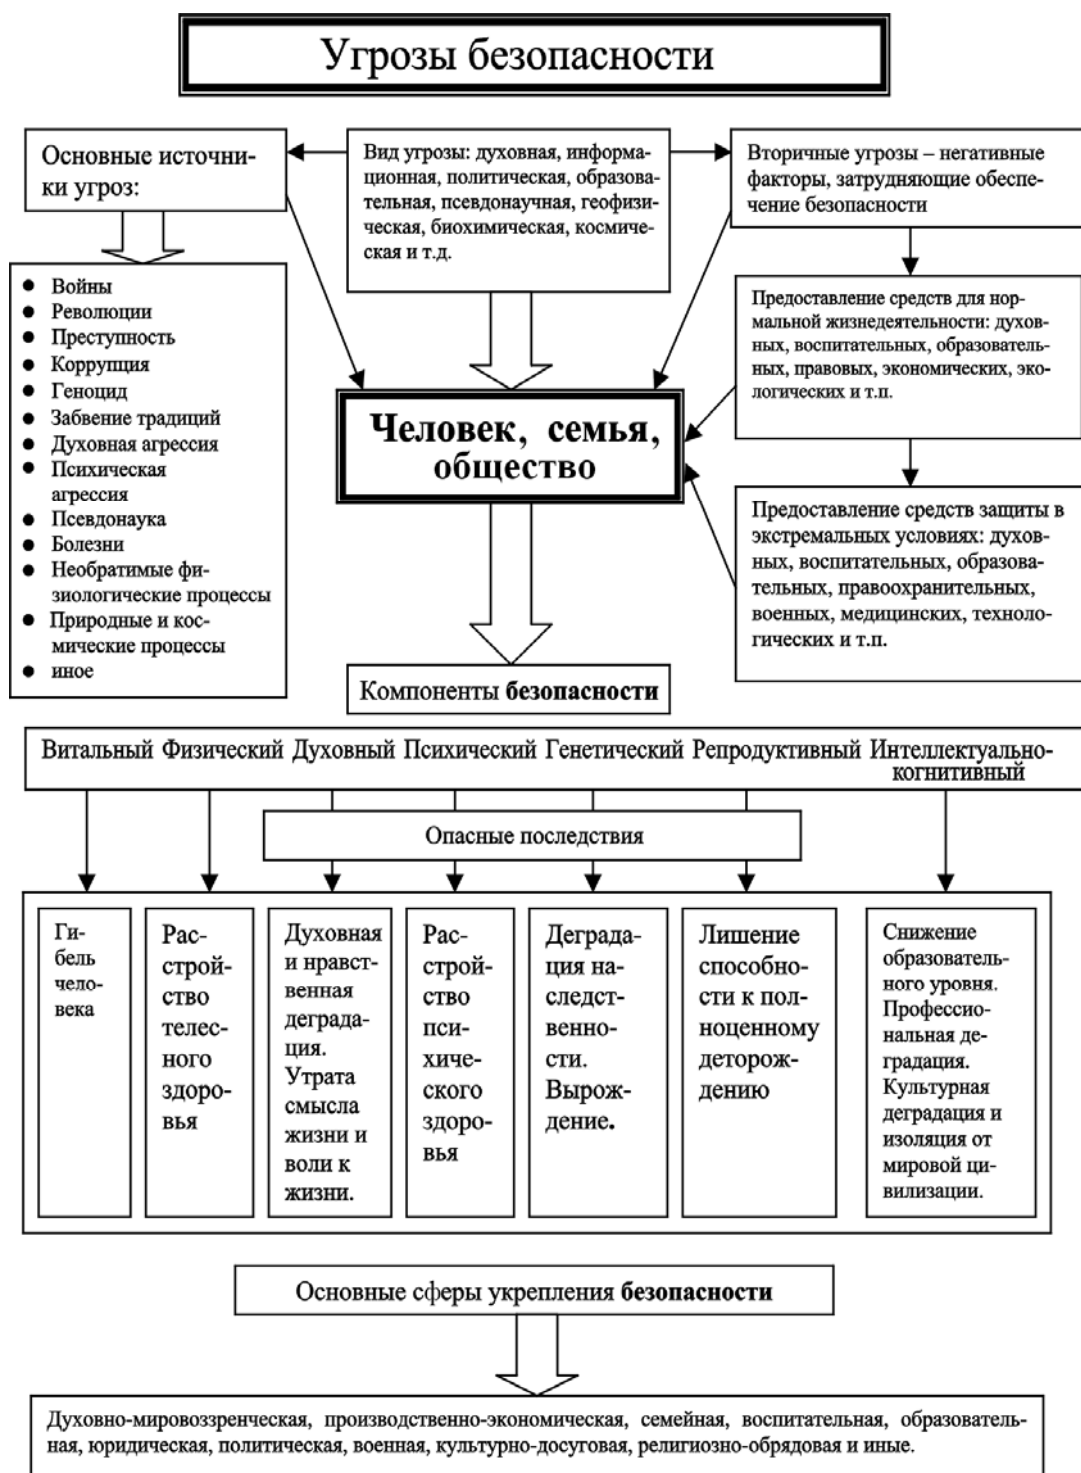 Угрозы безопасности
Основные источни-
ки угроз:
Вид угрозы: духовная, информа-
ционная, политическая, образова-
тельная, псевдонаучная, геофизи-
ческая, биохимическая, космиче-
ская и т.д.
Вторичные угрозы – негативные
факторы, затрудняющие обеспе-
чение безопасности
● Войны
● Революции
● Преступность
● Коррупция
● Геноцид
● Забвение традиций
● Духовная агрессия
● Психическая
агрессия
● Псевдонаука
● Болезни
● Необратимые фи-
зиологические процессы
● Природные и кос-
мические процессы
● иное
Предоставление средств для нор-
мальной жизнедеятельности: духов-
ных, воспитательных, образователь-
ных, правовых, экономических, эко-
логических и т.п.
Человек, семья,
общество
Предоставление средств защиты в
экстремальных условиях: духов-
ных, воспитательных, образова-
тельных, правоохранительных,
военных, медицинских, техноло-
гических и т.п.
Компоненты безопасности
Витальный Физический Духовный Психический Генетический Репродуктивный Интеллектуально-
когнитивный
Опасные последствия
Ги-
бель
чело-
века
Рас-
строй-
ство
телес-
ного
здоро-
вья
Духовная
и нравст-
венная
деграда-
ция.
Утрата
смысла
жизни и
воли к
жизни.
Рас-
строй-
ство
пси-
хиче-
ского
здоро-
вья
Деграда-
ция на-
следст-
венно-
сти.
Вырож-
дение.
Лишение
способно-
сти к пол-
ноценному
деторож-
дению
Снижение
образователь-
ного уровня.
Профессио-
нальная де-
градация.
Культурная
деградация и
изоляция от
мировой ци-
вилизации.
Основные сферы укрепления безопасности
Духовно-мировоззренческая, производственно-экономическая, семейная, воспитательная, образователь-
ная, юридическая, политическая, военная, культурно-досуговая, религиозно-обрядовая и иные.